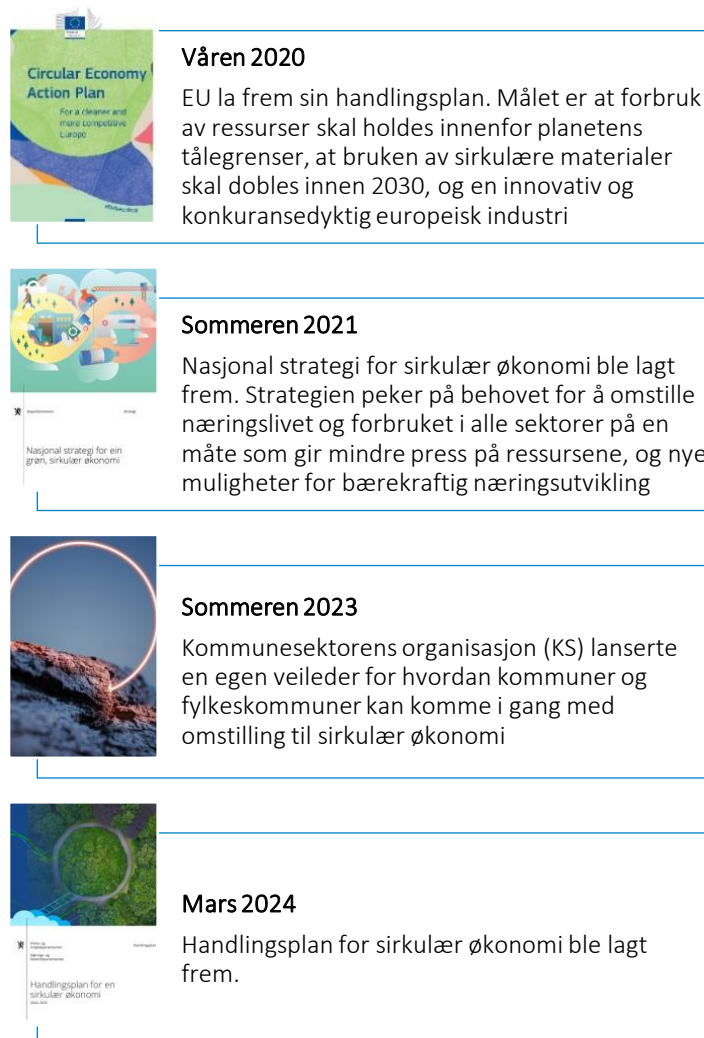 Circular Economy
Action Plan
For a cleaner and
more competitive
Europe
Våren 2020
EU la frem sin handlingsplan. Målet er at forbruk
av ressurser skal holdes innenfor planetens
tålegrenser, at bruken av sirkulære materialer
skal dobles innen 2030, og en innovativ og
konkuransedyktig europeisk industri
Strategi
Nasjonal strategi for ein
grøn, sirkulær økonomi
Sommeren 2021
Nasjonal strategi for sirkulær økonomi ble lagt
frem. Strategien peker på behovet for å omstille
næringslivet og forbruket i alle sektorer på en
måte som gir mindre press på ressursene, og nye
muligheter for bærekraftig næringsutvikling
Sommeren 2023
Kommunesektorens organisasjon (KS) lanserte
en egen veileder for hvordan kommuner og
fylkeskommuner kan komme i gang med
omstilling til sirkulær økonomi
Handlingsplan
Handlingsplan for en
sirkulær økonomi
Mars 2024
Handlingsplan for sirkulær økonomi ble lagt
frem.